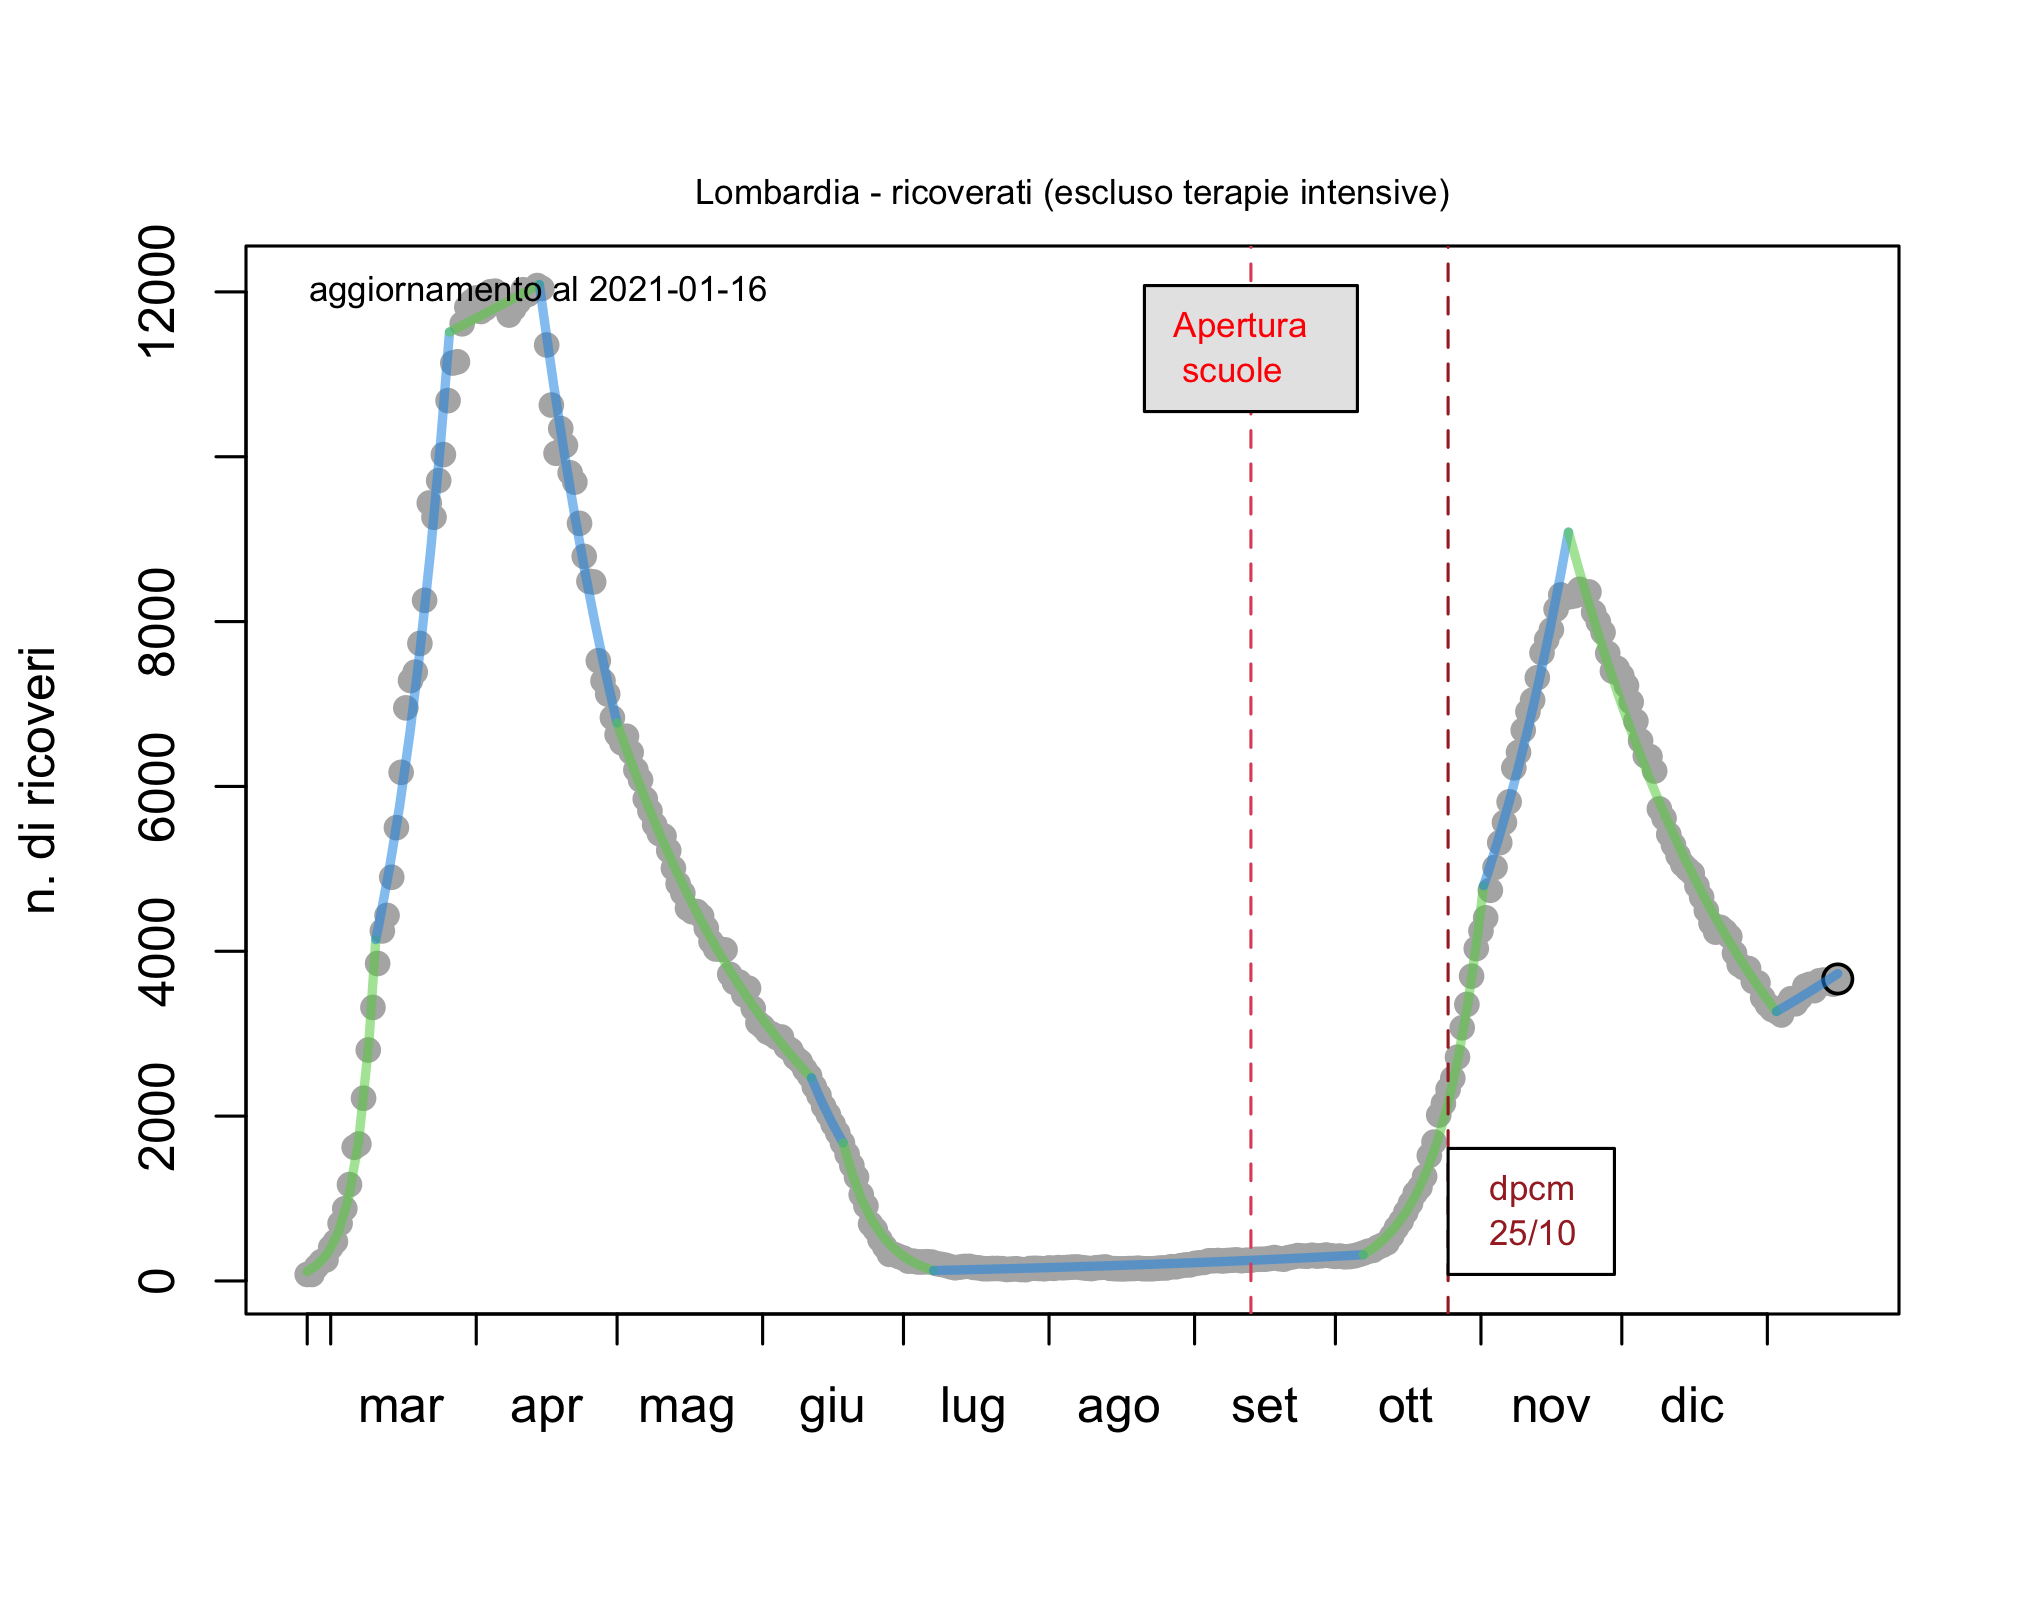 Lombardia - ricoverati (escluso terapie intensive)
aggiornamento al 2021-01-16
Apertura
scuole
dpcm
25/10
n. di ricoveri
12000
8000
6000
4000
2000
0
mar apr mag giu lug ago set ott nov dic